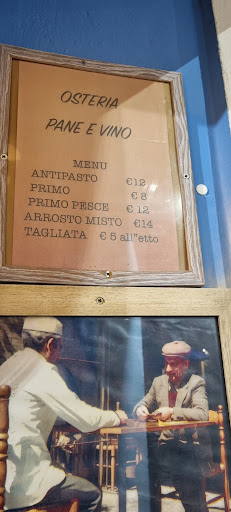 OSTERIA
PANE E VINO
MENU
ANTIPASTO €12
PRIMO € 8
PRIMO PESCE € 12
ARROSTO MISTO €14
TAGLIATA € 5 all"etto